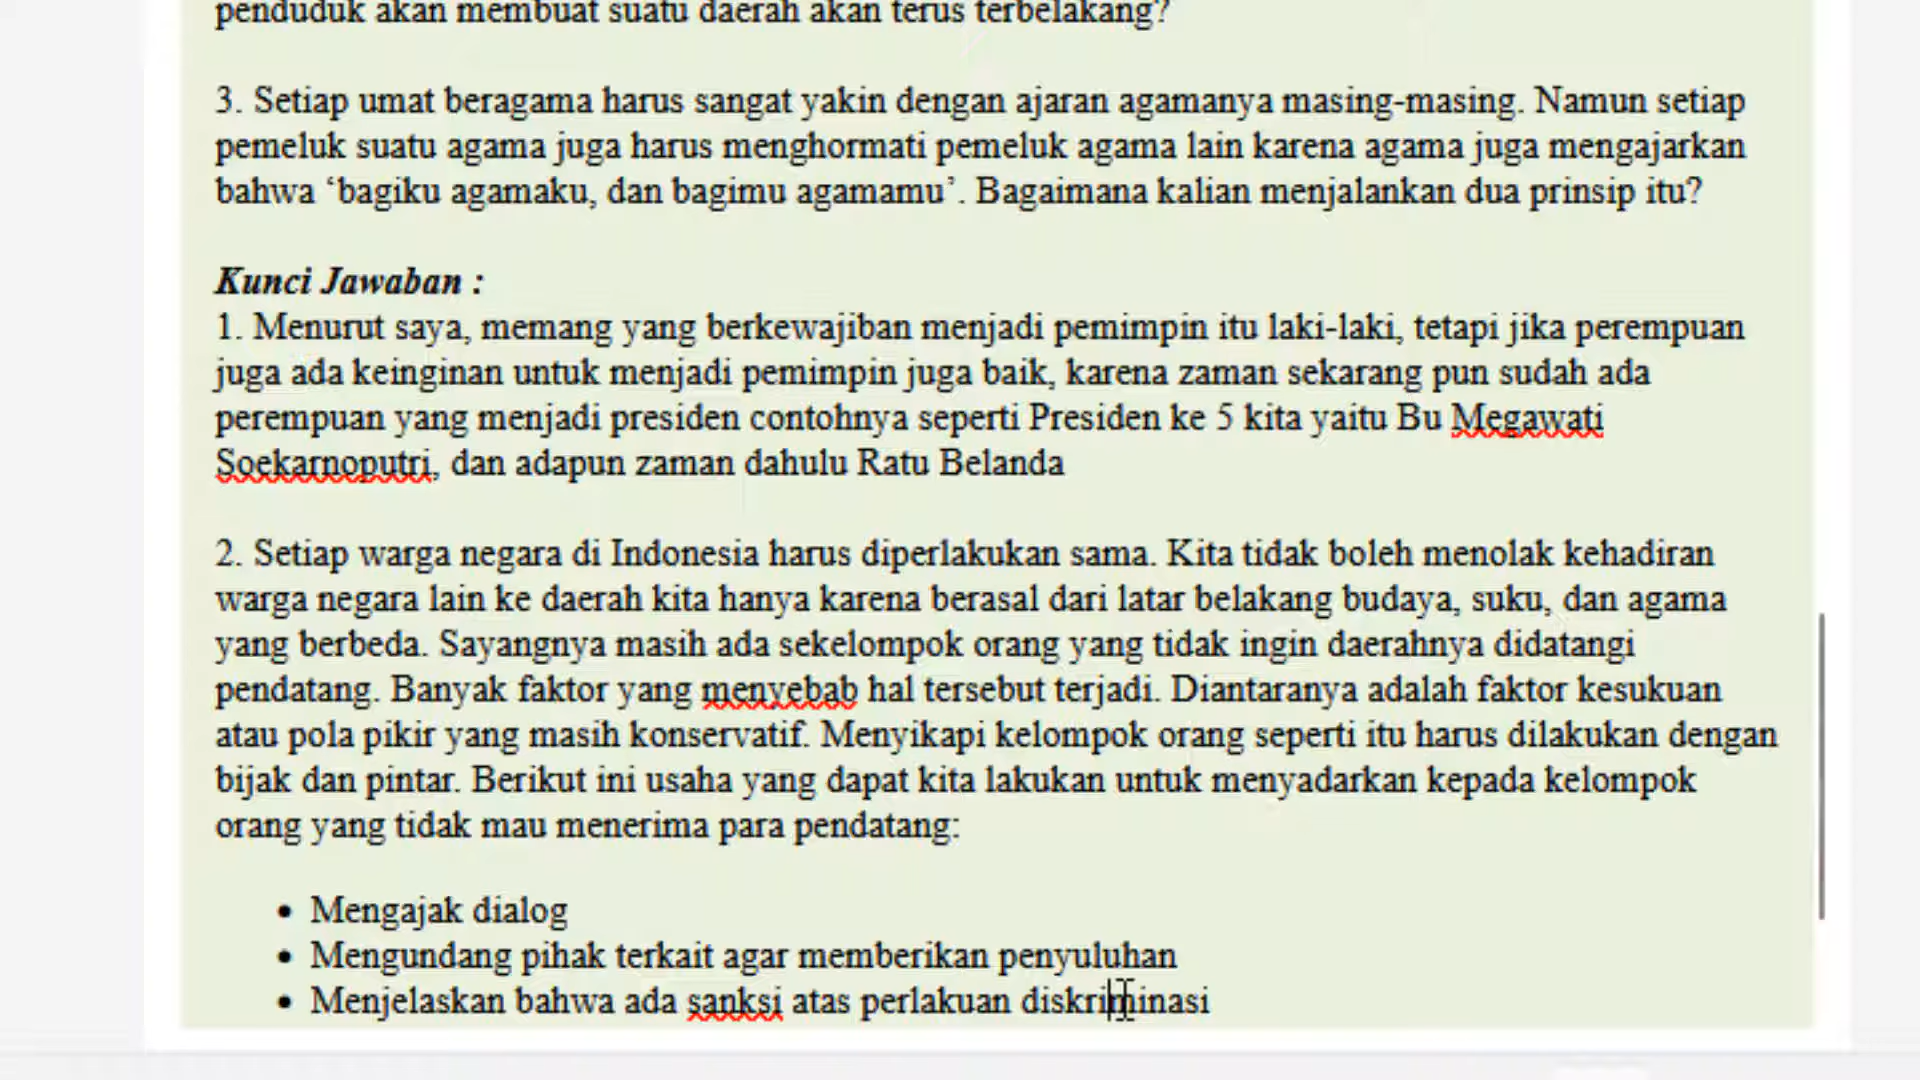 penduduk akan membuat suatu daerah akan terus terbelakang?
3. Setiap umat beragama harus sangat yakin dengan ajaran agamanya masing-masing. Namun setiap
pemeluk suatu agama juga harus menghormati pemeluk agama lain karena agama juga mengajarkan
bahwa ‘bagiku agamaku, dan bagimu agamamu’. Bagaimana kalian menjalankan dua prinsip itu?
Kunci Jawaban :
1. Menurut saya, memang yang berkewajiban menjadi pemimpin itu laki-laki, tetapi jika perempuan
juga ada keinginan untuk menjadi pemimpin juga baik, karena zaman sekarang pun sudah ada
perempuan yang menjadi presiden contohnya seperti Presiden ke 5 kita yaitu Bu Megawati
Soekarnoputri, dan adapun zaman dahulu Ratu Belanda
2. Setiap warga negara di Indonesia harus diperlakukan sama. Kita tidak boleh menolak kehadiran
warga negara lain ke daerah kita hanya karena berasal dari latar belakang budaya, suku, dan agama
yang berbeda. Sayangnya masih ada sekelompok orang yang tidak ingin daerahnya didatangi
pendatang. Banyak faktor yang menyebab hal tersebut terjadi. Diantaranya adalah faktor kesukuan
atau pola pikir yang masih konservatif. Menyikapi kelompok orang seperti itu harus dilakukan dengan
bijak dan pintar. Berikut ini usaha yang dapat kita lakukan untuk menyadarkan kepada kelompok
orang yang tidak mau menerima para pendatang:
• Mengajak dialog
• Mengundang pihak terkait agar memberikan penyuluhan
• Menjelaskan bahwa ada sanksi atas perlakuan diskriminasi